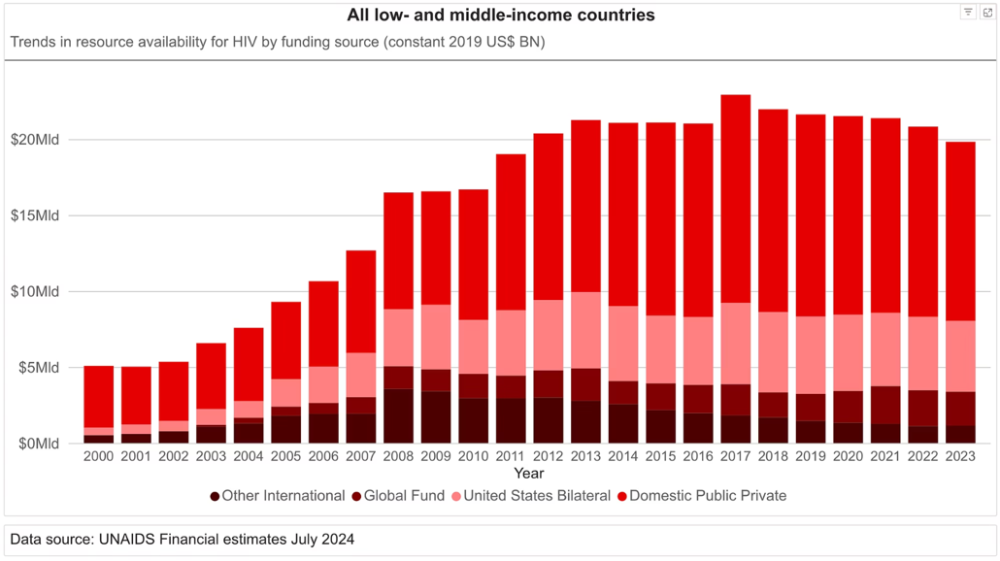 All low- and middle-income countries
Trends in resource availability for HIV by funding source (constant 2019 US$ BN)
$20Mld
$15Mld
$10Mld
$5Mld
$0Mld
2000 2001 2002 2003 2004 2005 2006 2007 2008 2009 2010 2011 2012 2013 2014 2015 2016 2017 2018 2019 2020 2021 2022 2023
Year
Other International Global Fund United States Bilateral Domestic Public Private
Data source: UNAIDS Financial estimates July 2024